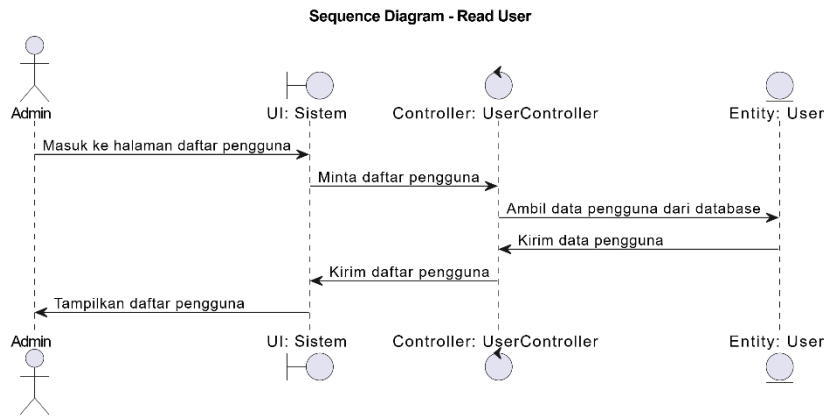 Sequence Diagram - Read User
Admin
UI: Sistem
Controller: UserController
Entity: User
Masuk ke halaman daftar pengguna
Minta daftar pengguna
Ambil data pengguna dari database
Kirim data pengguna
Kirim daftar pengguna
Tampilkan daftar pengguna
Admin
UI: Sistem
Controller: UserController
Entity: User